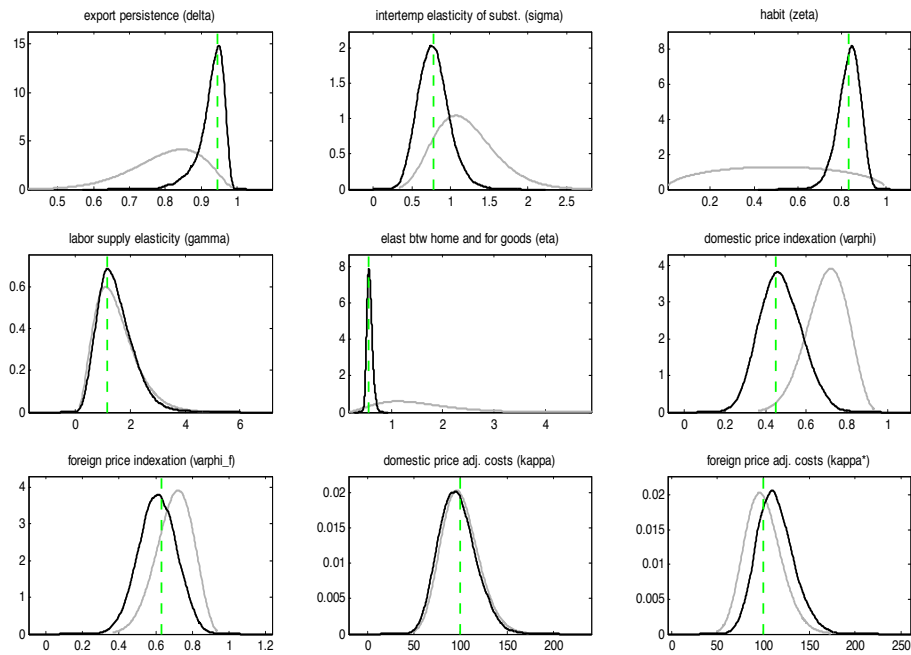 export persistence (delta)
intertemp elasticity of subst. (sigma)
habit (zeta)
15
10
5
0
0.5 0.6 0.7 0.8 0.9 1
2
1.5
1
0.5
0
0 0.5 1 1.5 2 2.5
8
6
4
2
0
0.2 0.4 0.6 0.8 1
labor supply elasticity (gamma)
elast btw home and for goods (eta)
domestic price indexation (varphi)
0.6
0.4
0.2
0
0 2 4 6
8
6
4
2
0
1 2 3 4
4
3
2
1
0
0 0.2 0.4 0.6 0.8 1
foreign price indexation (varphi_f)
domestic price adj. costs (kappa)
foreign price adj. costs (kappa*)
4
3
2
1
0
0 0.2 0.4 0.6 0.8 1 1.2
0.02
0.015
0.01
0.005
0
0 50 100 150 200
0.02
0.015
0.01
0.005
0
0 50 100 150 200 250